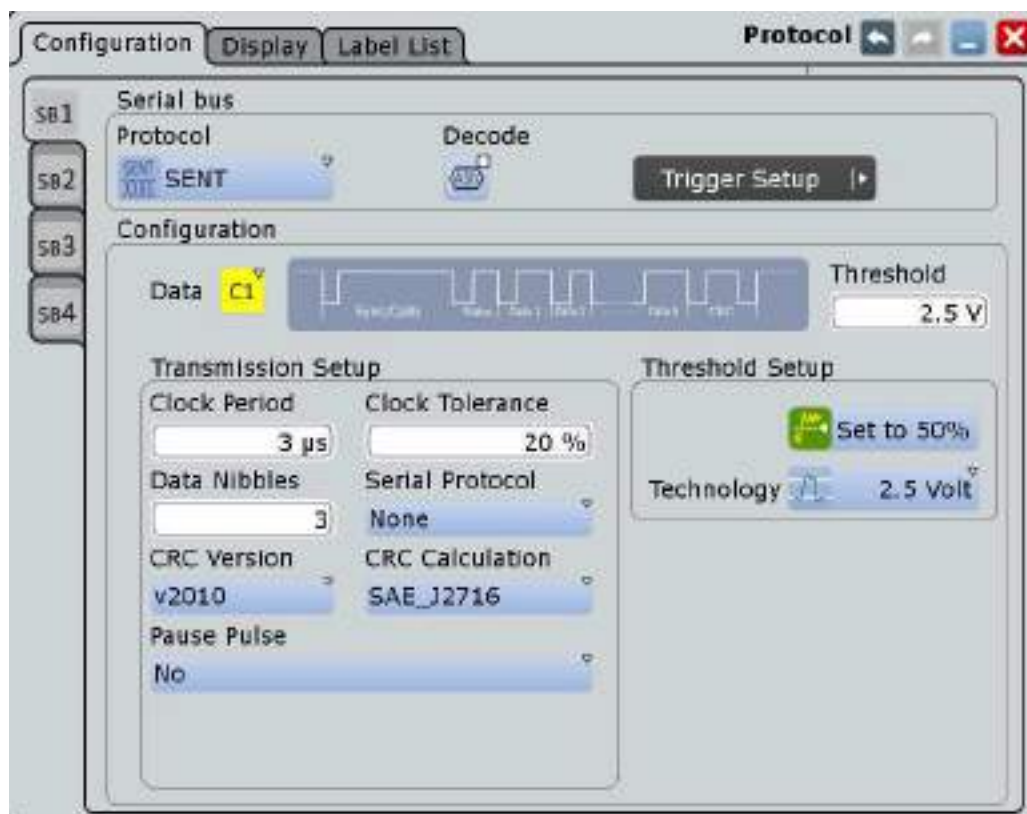 Configuration Display Label List Protocol
SB1
SB2
SB3
SB4
Serial bus
Protocol Decode
SENT Trigger Setup
Configuration
Data C1 Threshold
2.5 V
Transmission Setup Threshold Setup
Clock Period Clock Tolerance
3 µs 20 % Set to 50%
Data Nibbles Serial Protocol
3 None Technology 2.5 Volt
CRC Version CRC Calculation
v2010 SAE_J2716
Pause Pulse
No